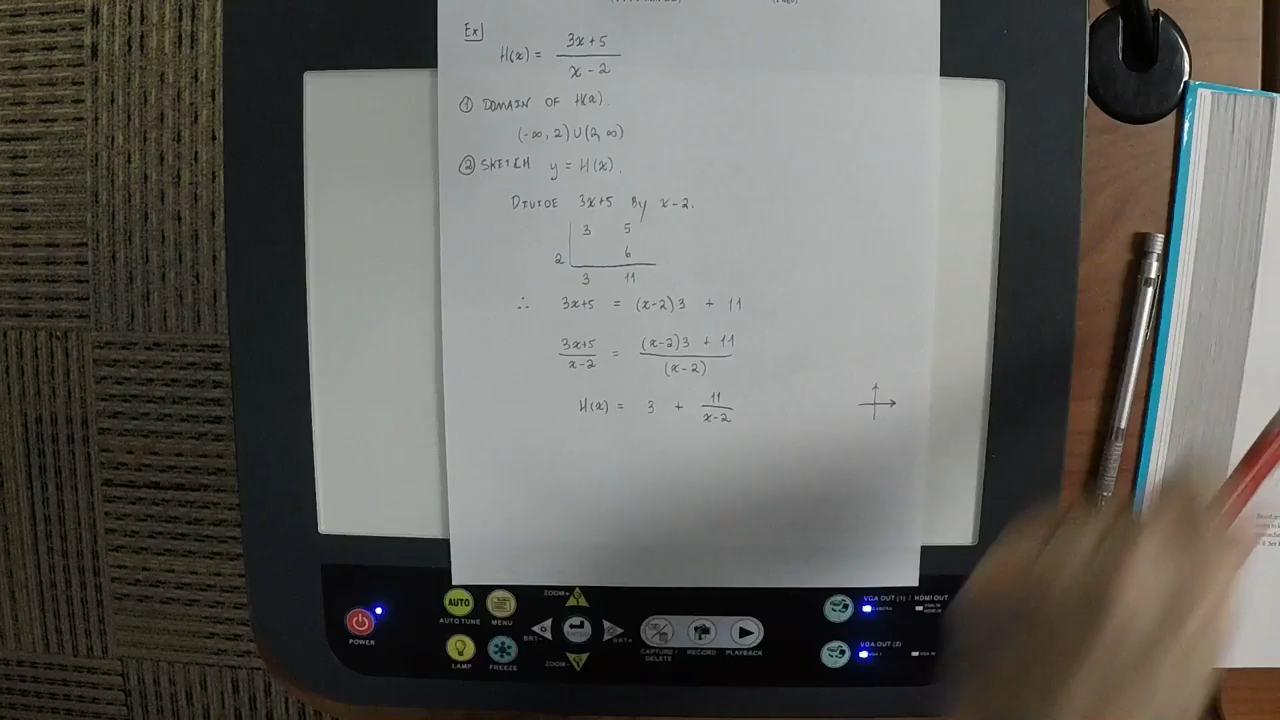 Ex
H(x) = (3x+5)/(x-2)
① DOMAIN OF H(x).
(-∞, 2) ∪ (2, ∞)
② SKETCH y = H(x).
DIVIDE 3x+5 By x-2.
3 5
6
2
3 11
∴ 3x+5 = (x-2)3 + 11
(3x+5)/(x-2) = ((x-2)3 + 11)/(x-2)
H(x) = 3 + 11/(x-2)
POWER
AUTO
AUTO TUNE
MENU
LAMP
FREEZE
ZOOM+
BRT-
ENTER
BRT+
ZOOM-
CAPTURE/
DELETE
RECORD
PLAYBACK
VGA OUT (1) / HDMI OUT
VGA OUT (2)